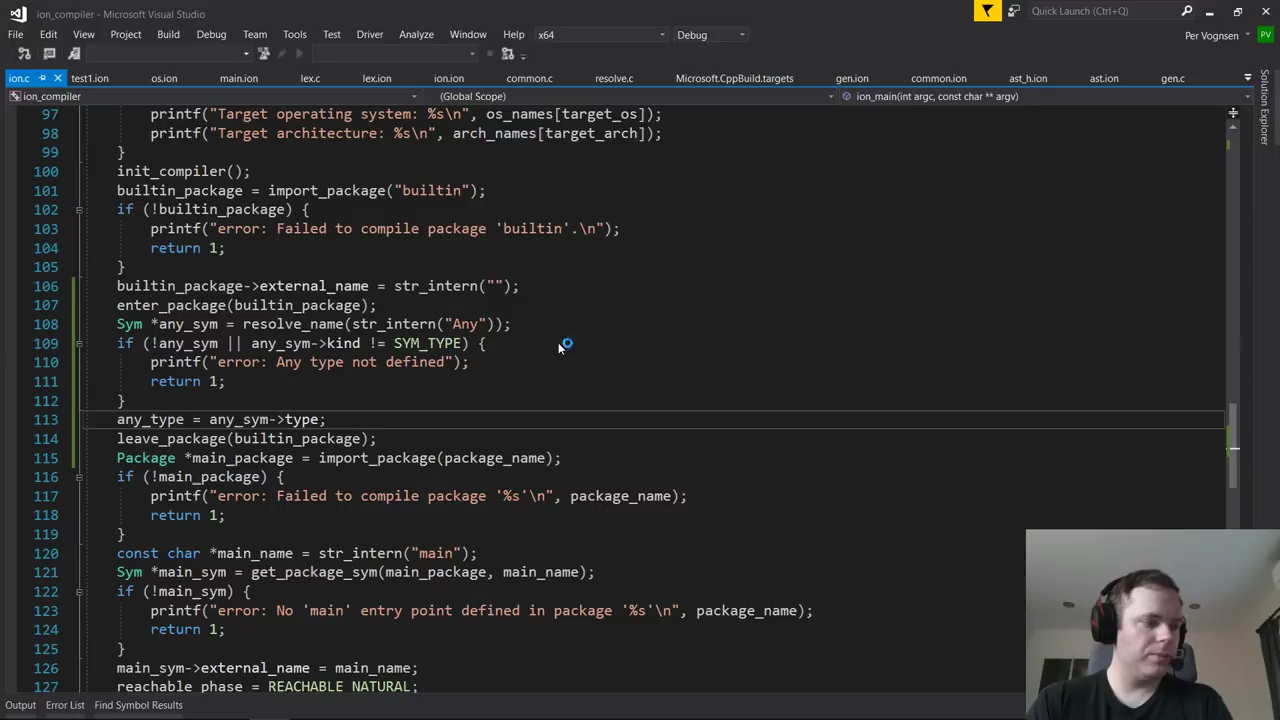 ion_compiler - Microsoft Visual Studio
Quick Launch (Ctrl+Q)
File Edit View Project Build Debug Team Tools Test Driver Analyze Window Help x64 Debug Per Vognsen PV
ion.c test1.ion os.ion main.ion lex.c lex.ion ion.ion common.c resolve.c Microsoft.CppBuild.targets gen.ion common.ion ast_h.ion ast.ion gen.c
Solution Explorer
ion_compiler (Global Scope) ion_main(int argc, const char ** argv)
97 printf("Target operating system: %s\n", os_names[target_os]);
98 printf("Target architecture: %s\n", arch_names[target_arch]);
99 }
100 init_compiler();
101 builtin_package = import_package("builtin");
102 if (!builtin_package) {
103 printf("error: Failed to compile package 'builtin'.\n");
104 return 1;
105 }
106 builtin_package->external_name = str_intern("");
107 enter_package(builtin_package);
108 Sym *any_sym = resolve_name(str_intern("Any"));
109 if (!any_sym || any_sym->kind != SYM_TYPE) {
110 printf("error: Any type not defined");
111 return 1;
112 }
113 any_type = any_sym->type;
114 leave_package(builtin_package);
115 Package *main_package = import_package(package_name);
116 if (!main_package) {
117 printf("error: Failed to compile package '%s'\n", package_name);
118 return 1;
119 }
120 const char *main_name = str_intern("main");
121 Sym *main_sym = get_package_sym(main_package, main_name);
122 if (!main_sym) {
123 printf("error: No 'main' entry point defined in package '%s'\n", package_name);
124 return 1;
125 }
126 main_sym->external_name = main_name;
127 reachable_phase = REACHABLE_NATURAL;
Output Error List Find Symbol Results